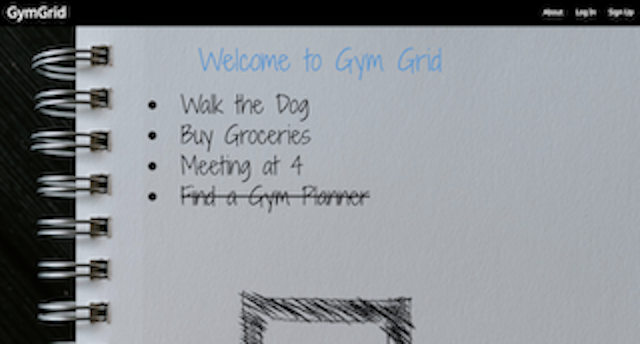 GymGrid
About Log In Sign Up
Welcome to Gym Grid
Walk the Dog
Buy Groceries
Meeting at 4
Find a Gym Planner